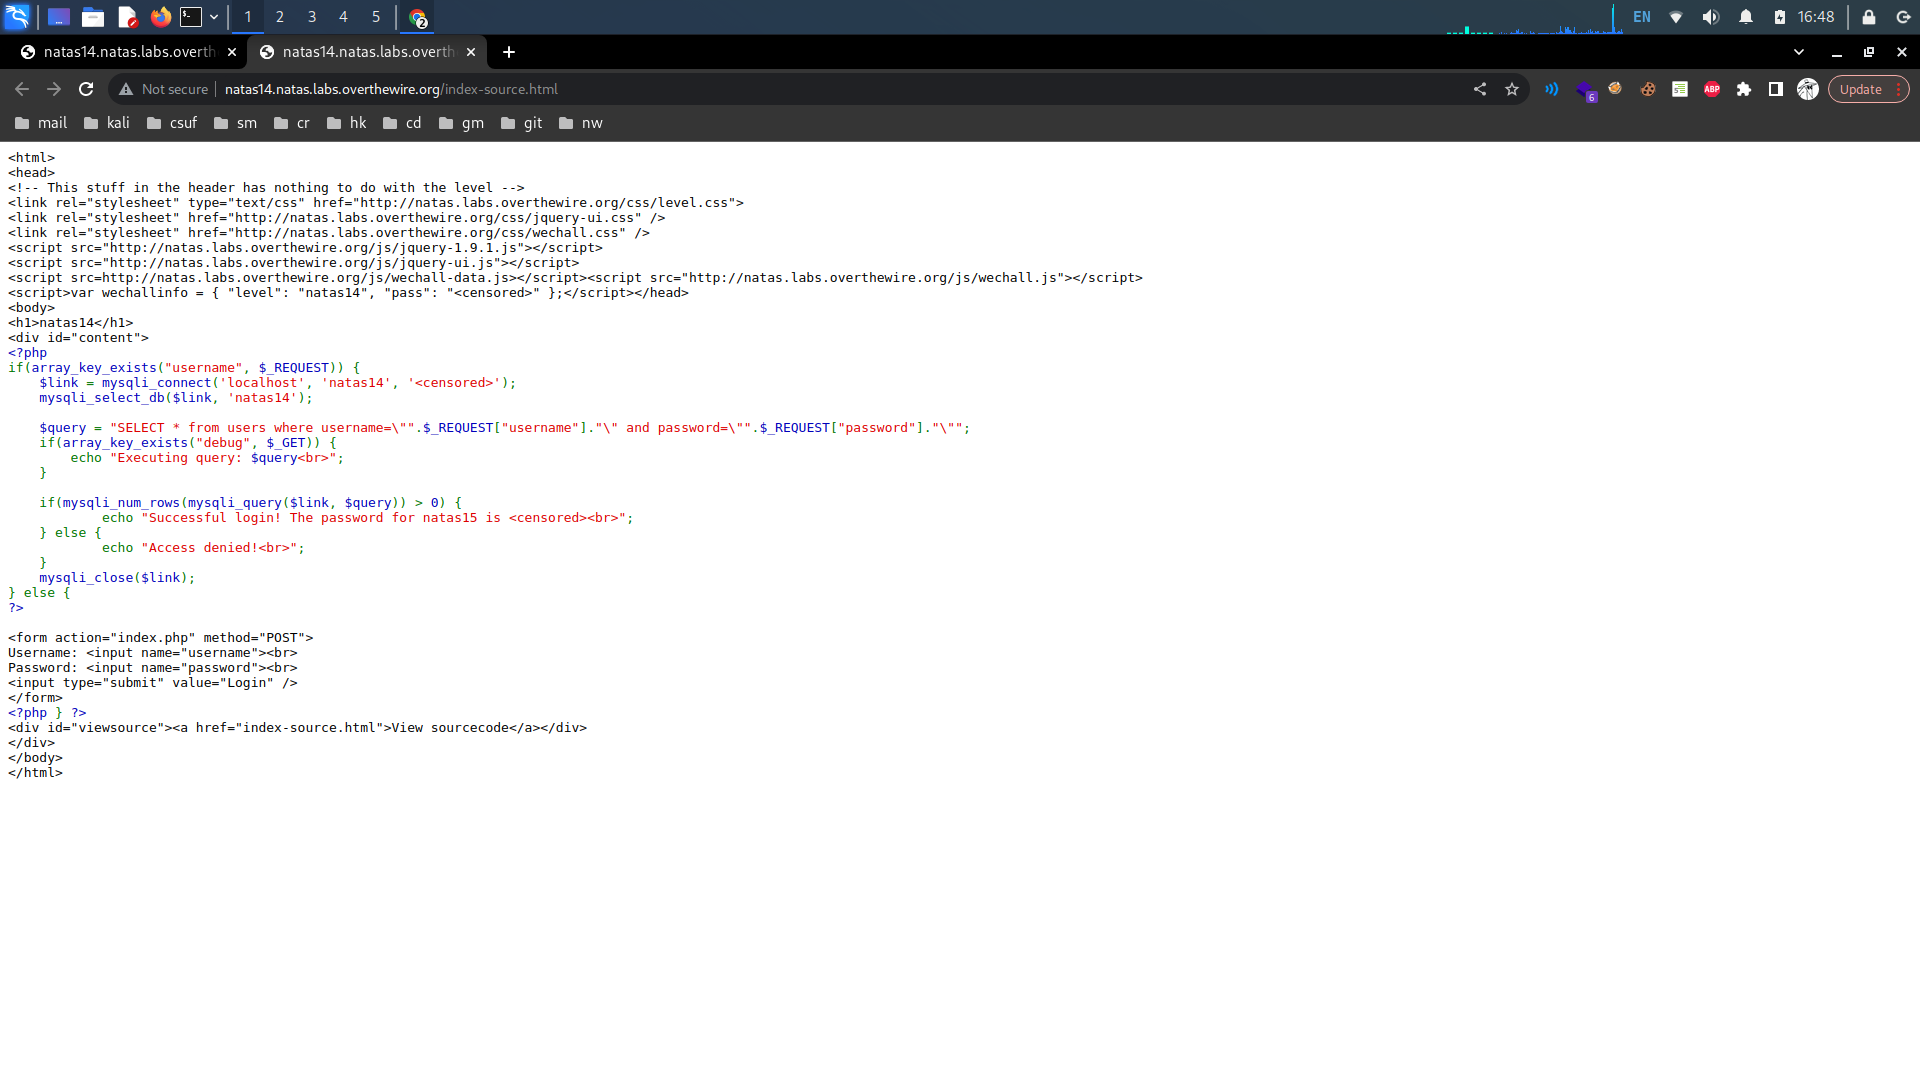 1 2 3 4 5 2 EN 16:48
natas14.natas.labs.overth natas14.natas.labs.overth
Not secure natas14.natas.labs.overthewire.org/index-source.html 6 ABP Update
mail kali csuf sm cr hk cd gm git nw
<html>
<head>
<!-- This stuff in the header has nothing to do with the level -->
<link rel="stylesheet" type="text/css" href="http://natas.labs.overthewire.org/css/level.css">
<link rel="stylesheet" href="http://natas.labs.overthewire.org/css/jquery-ui.css" />
<link rel="stylesheet" href="http://natas.labs.overthewire.org/css/wechall.css" />
<script src="http://natas.labs.overthewire.org/js/jquery-1.9.1.js"></script>
<script src="http://natas.labs.overthewire.org/js/jquery-ui.js"></script>
<script src=http://natas.labs.overthewire.org/js/wechall-data.js></script><script src="http://natas.labs.overthewire.org/js/wechall.js"></script>
<script>var wechallinfo = { "level": "natas14", "pass": "<censored>" };</script></head>
<body>
<h1>natas14</h1>
<div id="content">
<?php
if(array_key_exists("username", $_REQUEST)) {
    $link = mysqli_connect('localhost', 'natas14', '<censored>');
    mysqli_select_db($link, 'natas14');
    $query = "SELECT * from users where username=\"".$_REQUEST["username"]."\" and password=\"".$_REQUEST["password"]."\"";
    if(array_key_exists("debug", $_GET)) {
        echo "Executing query: $query<br>";
    }
    if(mysqli_num_rows(mysqli_query($link, $query)) > 0) {
            echo "Successful login! The password for natas15 is <censored><br>";
    } else {
            echo "Access denied!<br>";
    }
    mysqli_close($link);
} else {
?>
<form action="index.php" method="POST">
Username: <input name="username"><br>
Password: <input name="password"><br>
<input type="submit" value="Login" />
</form>
<?php } ?>
<div id="viewsource"><a href="index-source.html">View sourcecode</a></div>
</div>
</body>
</html>